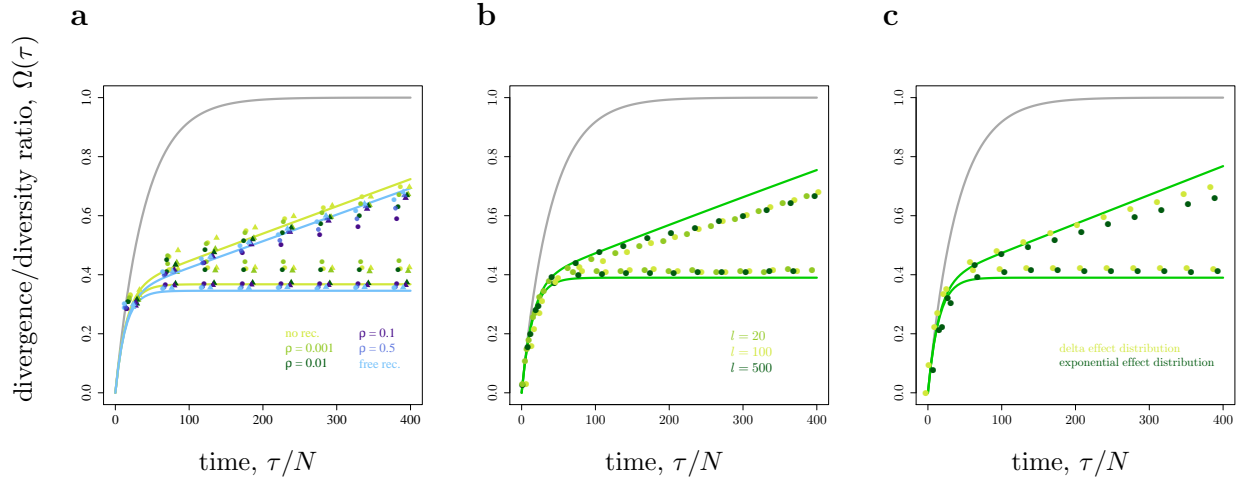 a
b
c
divergence/diversity ratio, Ω(τ)
1.0
0.8
0.6
0.4
0.2
0.0
no rec.
ρ = 0.001
ρ = 0.01
ρ = 0.1
ρ = 0.5
free rec.
0 100 200 300 400
time, τ/N
1.0
0.8
0.6
0.4
0.2
0.0
l = 20
l = 100
l = 500
0 100 200 300 400
time, τ/N
1.0
0.8
0.6
0.4
0.2
0.0
delta effect distribution
exponential effect distribution
0 100 200 300 400
time, τ/N